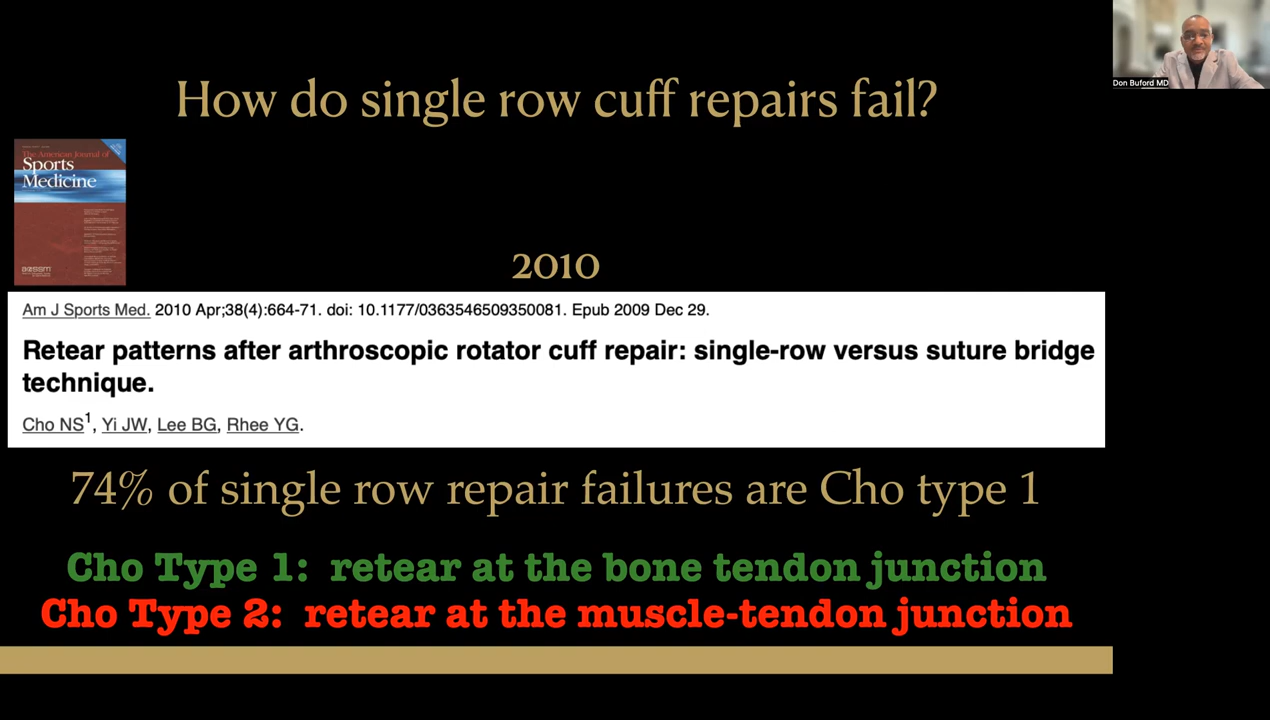 How do single row cuff repairs fail?
Don Buford MD
The American Journal of
Sports
Medicine
2010
Am J Sports Med. 2010 Apr;38(4):664-71. doi: 10.1177/0363546509350081. Epub 2009 Dec 29.
Retear patterns after arthroscopic rotator cuff repair: single-row versus suture bridge
technique.
Cho NS1, Yi JW, Lee BG, Rhee YG.
74% of single row repair failures are Cho type 1
Cho Type 1: retear at the bone tendon junction
Cho Type 2: retear at the muscle-tendon junction